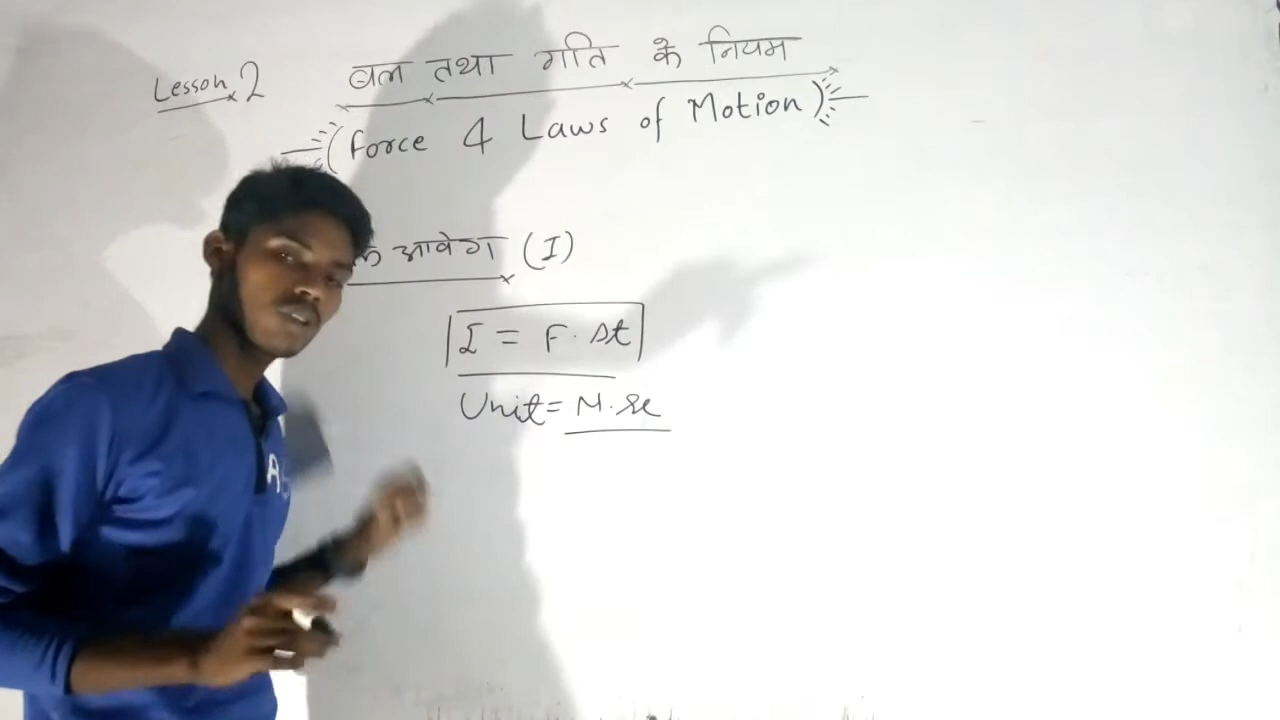 Lesson 2 बल तथा गति के नियम
(Force 4 Laws of Motion)
आवेग (I)
I = F · Δt
Unit = N·se
A